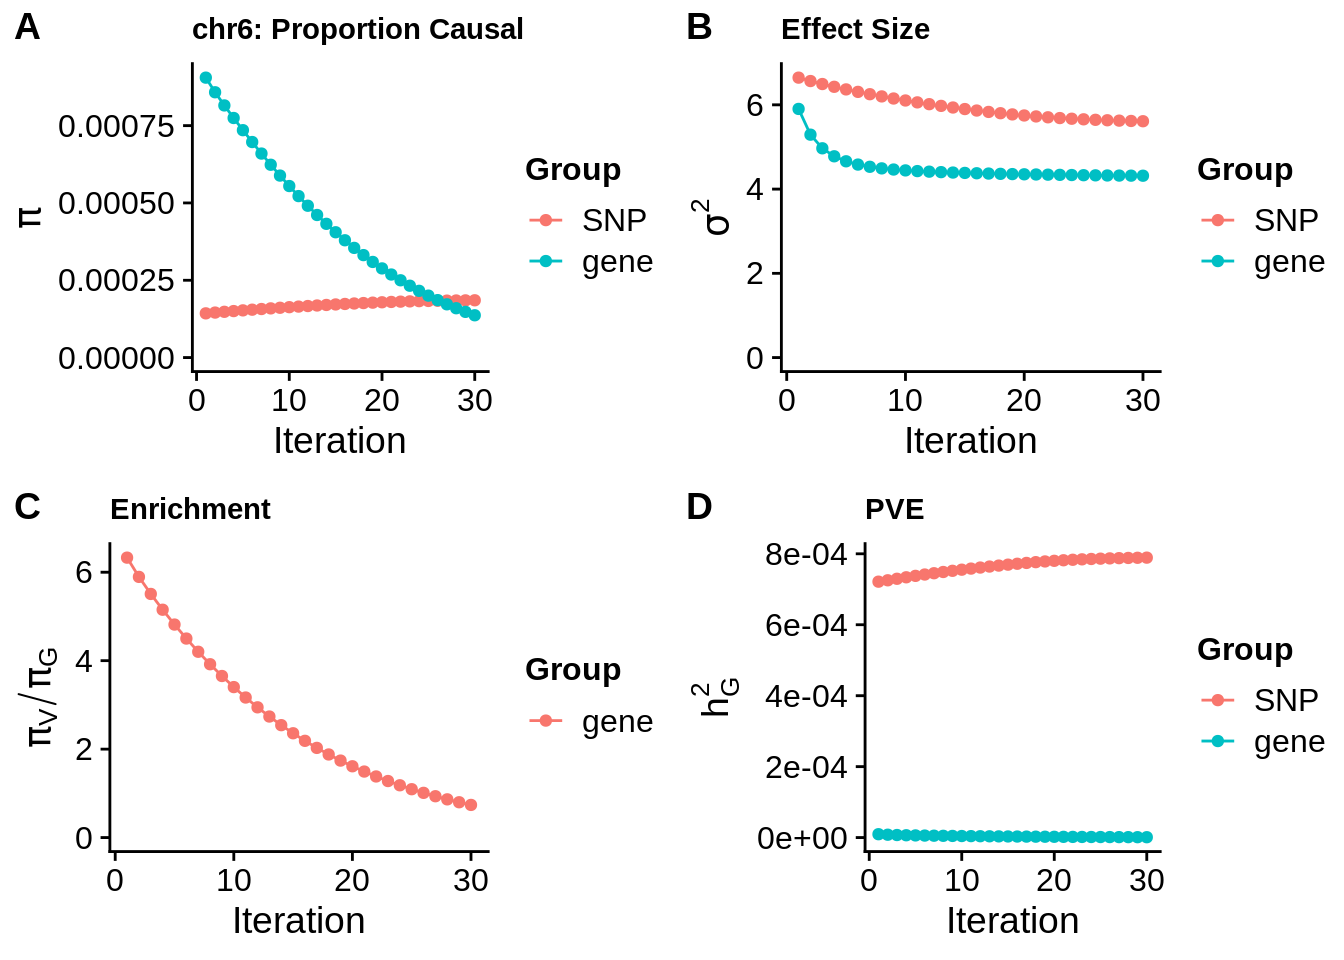 A
chr6: Proportion Causal
π
0.00075
0.00050
0.00025
0.00000
0 10 20 30
Iteration
Group
SNP
gene
B
Effect Size
σ²
6
4
2
0
0 10 20 30
Iteration
Group
SNP
gene
C
Enrichment
π_V/π_G
6
4
2
0
0 10 20 30
Iteration
Group
gene
D
PVE
h²_G
8e-04
6e-04
4e-04
2e-04
0e+00
0 10 20 30
Iteration
Group
SNP
gene